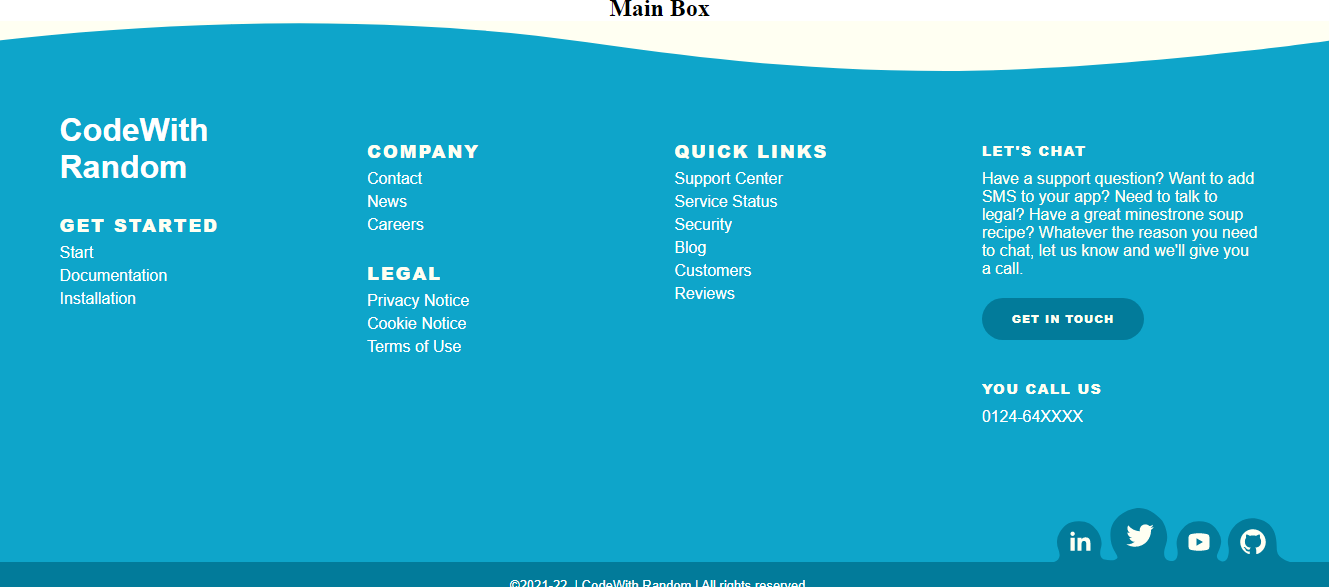 Main Box
CodeWith
Random
GET STARTED
Start
Documentation
Installation
COMPANY
Contact
News
Careers
LEGAL
Privacy Notice
Cookie Notice
Terms of Use
QUICK LINKS
Support Center
Service Status
Security
Blog
Customers
Reviews
LET'S CHAT
Have a support question? Want to add
SMS to your app? Need to talk to
legal? Have a great minestrone soup
recipe? Whatever the reason you need
to chat, let us know and we'll give you
a call.
GET IN TOUCH
YOU CALL US
0124-64XXXX
in
©2021-22 | CodeWith Random | All rights reserved